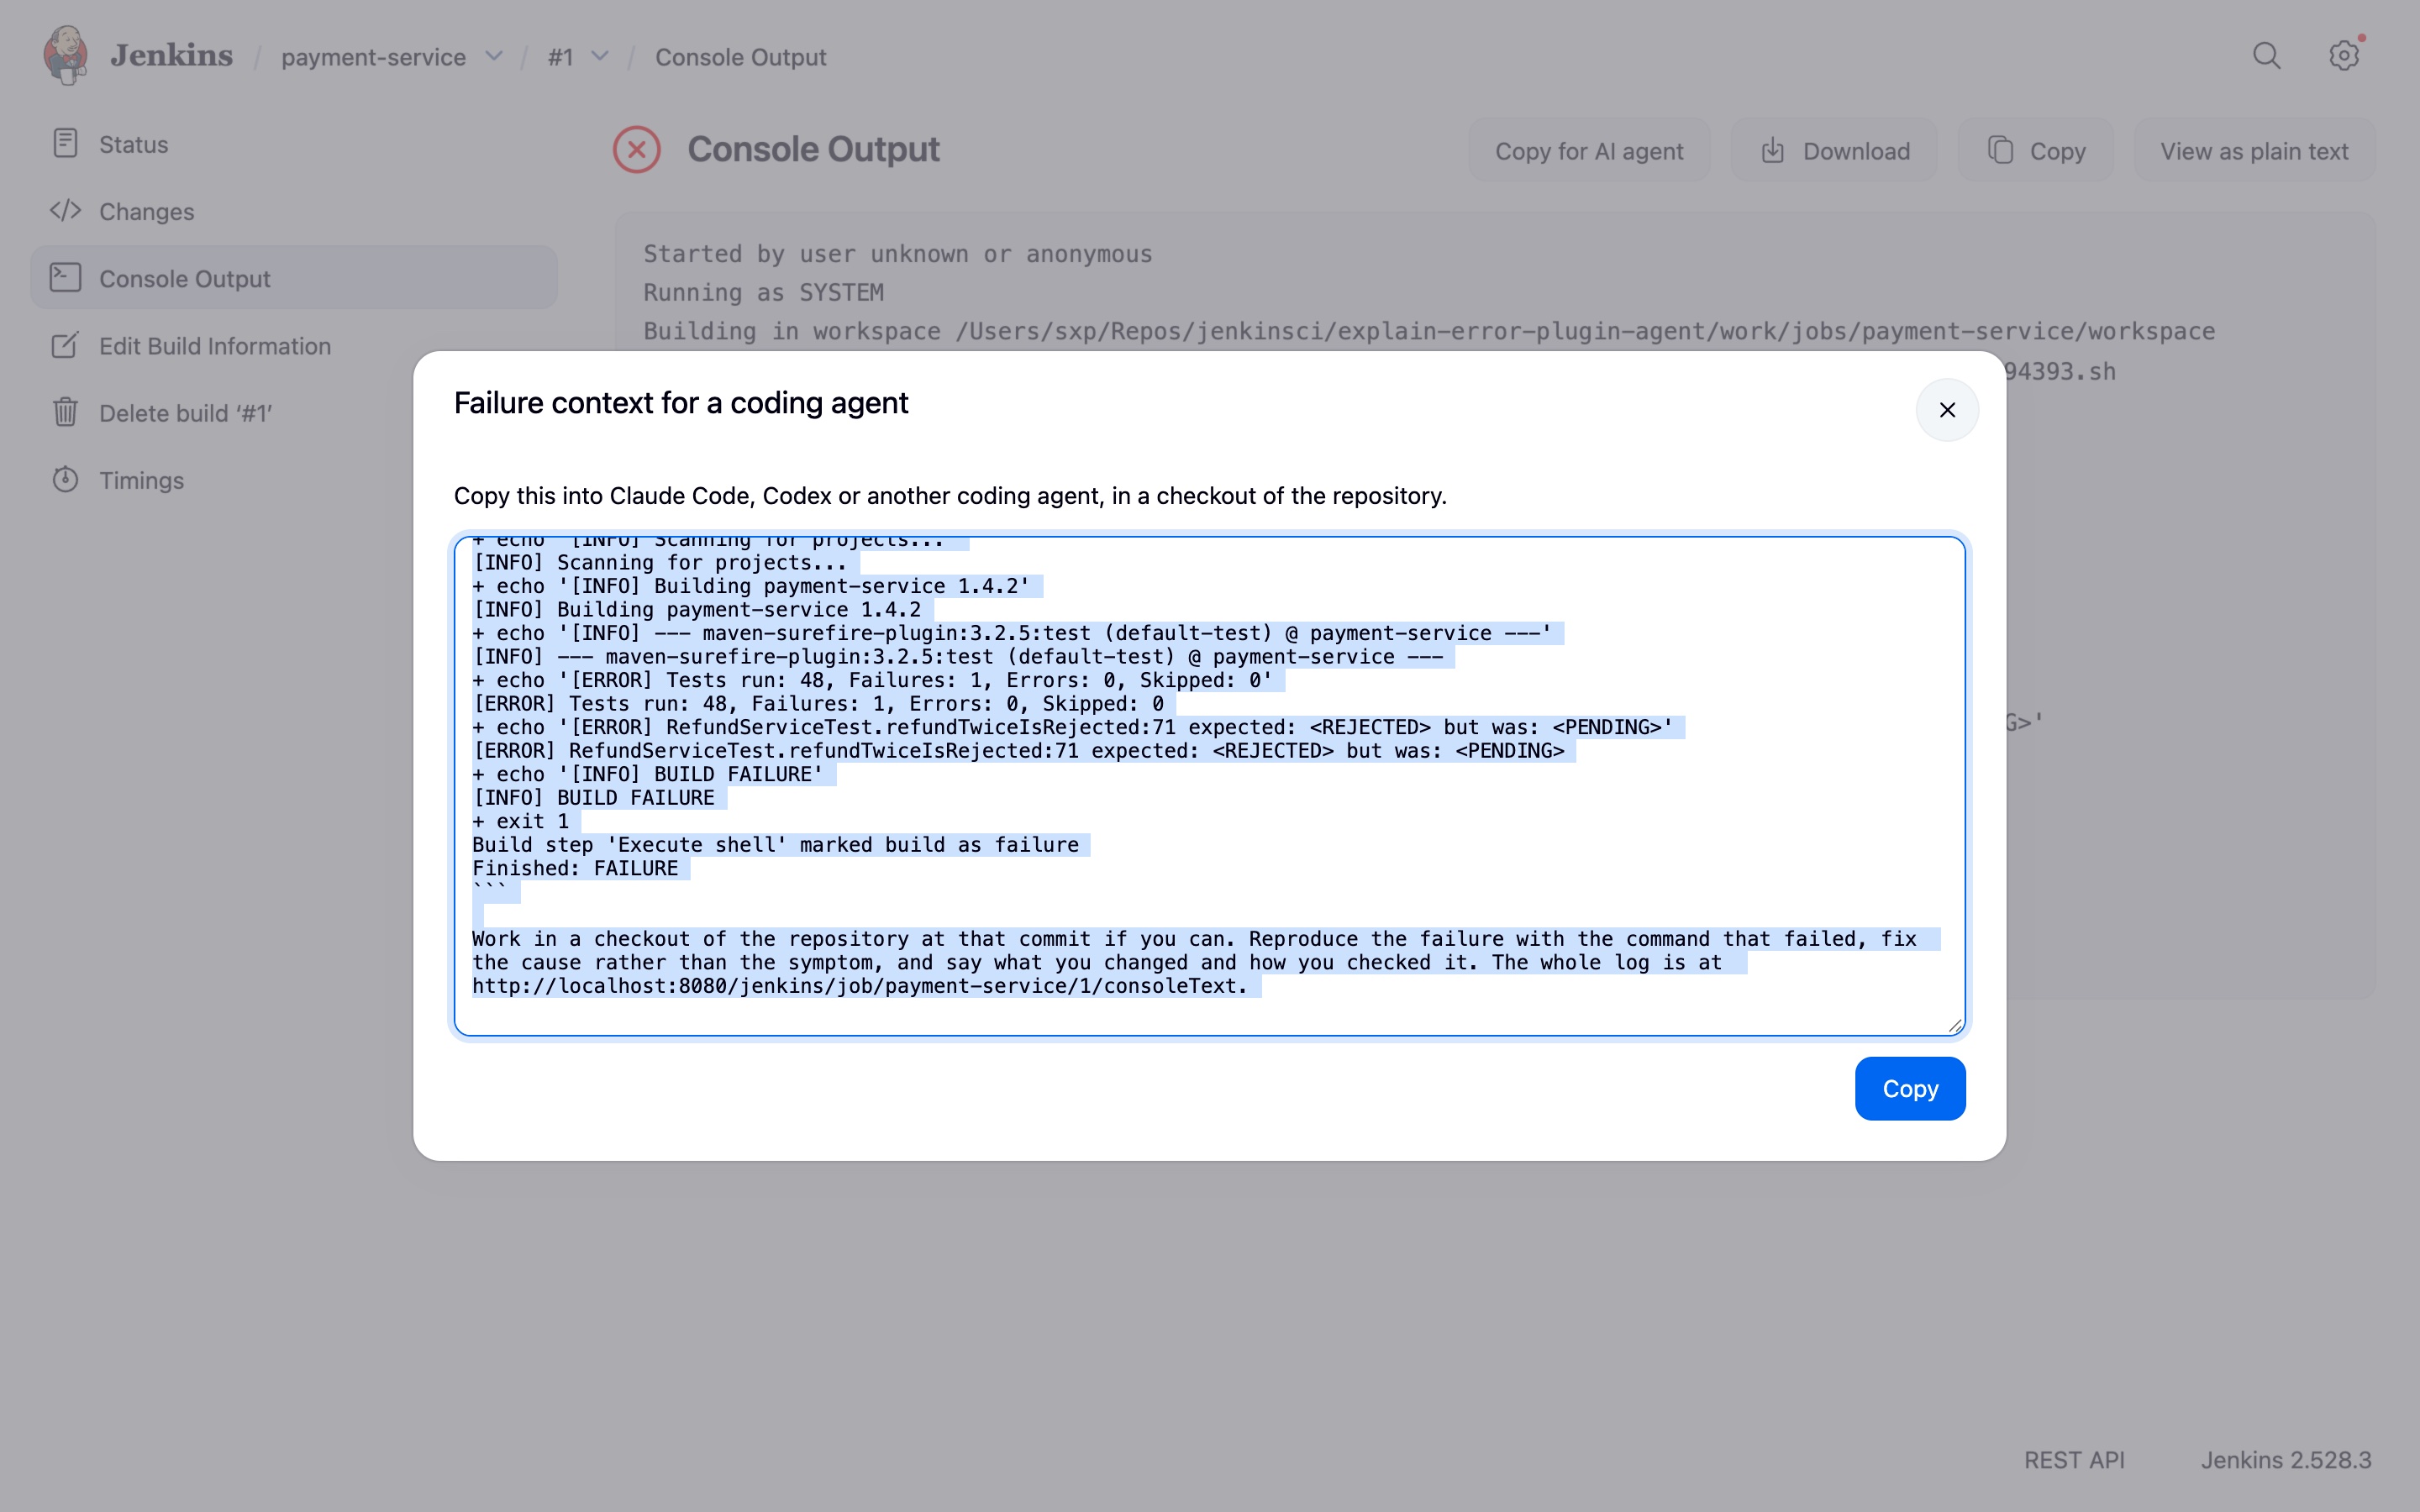 Jenkins / payment-service / #1 / Console Output
Status
Changes
Console Output
Edit Build Information
Delete build ‘#1’
Timings
Console Output
Copy for AI agent
Download
Copy
View as plain text
Started by user unknown or anonymous
Running as SYSTEM
Building in workspace /Users/sxp/Repos/jenkinsci/explain-error-plugin-agent/work/jobs/payment-service/workspace
94393.sh
G>'
Failure context for a coding agent
Copy this into Claude Code, Codex or another coding agent, in a checkout of the repository.
+ echo '[INFO] Scanning for projects...'
[INFO] Scanning for projects...
+ echo '[INFO] Building payment-service 1.4.2'
[INFO] Building payment-service 1.4.2
+ echo '[INFO] --- maven-surefire-plugin:3.2.5:test (default-test) @ payment-service ---'
[INFO] --- maven-surefire-plugin:3.2.5:test (default-test) @ payment-service ---
+ echo '[ERROR] Tests run: 48, Failures: 1, Errors: 0, Skipped: 0'
[ERROR] Tests run: 48, Failures: 1, Errors: 0, Skipped: 0
+ echo '[ERROR] RefundServiceTest.refundTwiceIsRejected:71 expected: <REJECTED> but was: <PENDING>'
[ERROR] RefundServiceTest.refundTwiceIsRejected:71 expected: <REJECTED> but was: <PENDING>
+ echo '[INFO] BUILD FAILURE'
[INFO] BUILD FAILURE
+ exit 1
Build step 'Execute shell' marked build as failure
Finished: FAILURE
```
Work in a checkout of the repository at that commit if you can. Reproduce the failure with the command that failed, fix
the cause rather than the symptom, and say what you changed and how you checked it. The whole log is at
http://localhost:8080/jenkins/job/payment-service/1/consoleText.
Copy
REST API
Jenkins 2.528.3